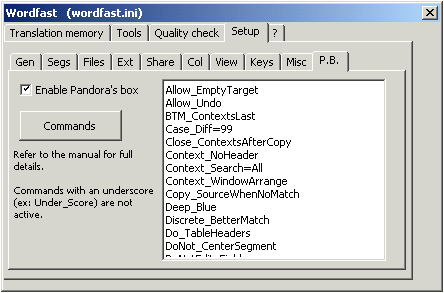 Wordfast (wordfast.ini)
Translation memory Tools Quality check Setup ?
Gen Segs Files Ext Share Col View Keys Misc P.B.
Enable Pandora's box
Commands
Refer to the manual for full
details.
Commands with an underscore
(ex: Under_Score) are not
active.
Allow_EmptyTarget
Allow_Undo
BTM_ContextsLast
Case_Diff=99
Close_ContextsAfterCopy
Context_NoHeader
Context_Search=All
Context_WindowArrange
Copy_SourceWhenNoMatch
Deep_Blue
Discrete_BetterMatch
Do_TableHeaders
DoNot_CenterSegment